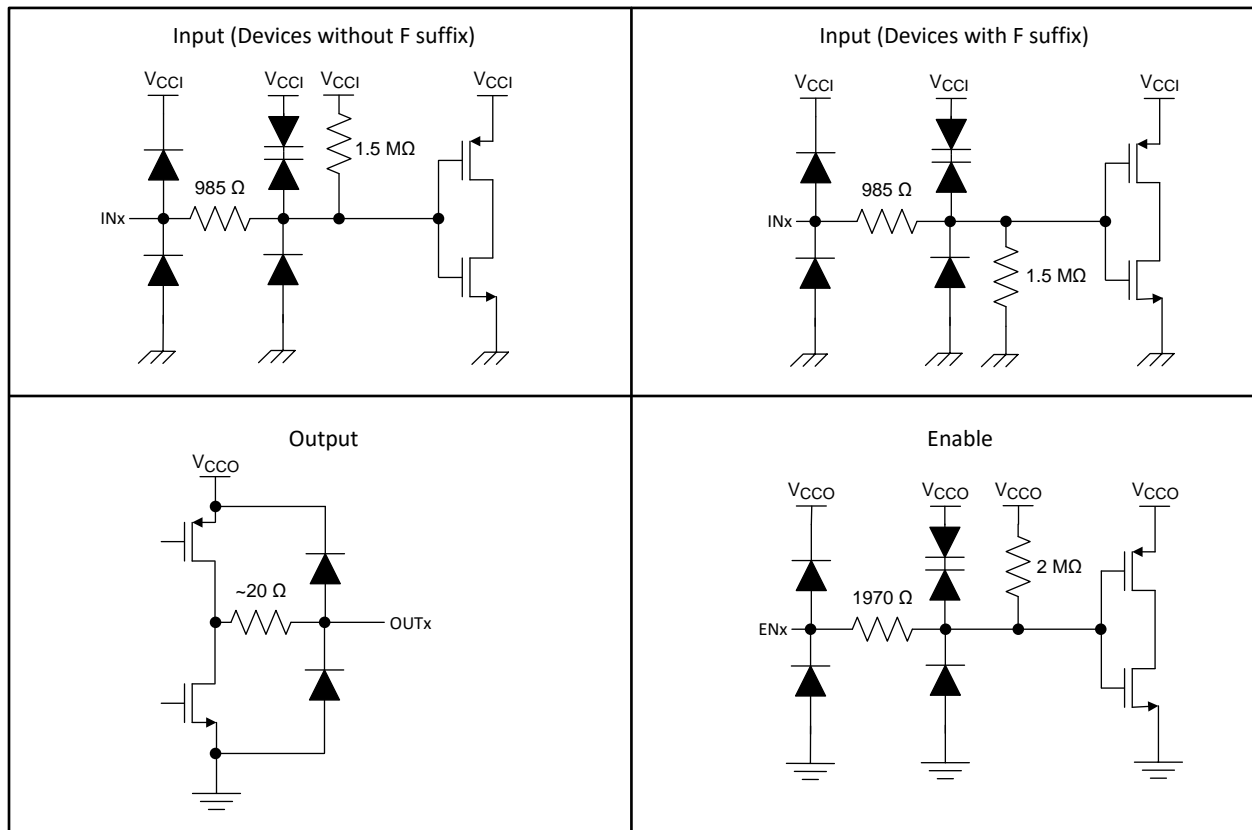 Input (Devices without F suffix)
VCCI
VCCI
VCCI
VCCI
1.5 MΩ
985 Ω
INx
Input (Devices with F suffix)
VCCI
VCCI
VCCI
985 Ω
INx
1.5 MΩ
Output
VCCO
~20 Ω
OUTx
Enable
VCCO
VCCO
VCCO
VCCO
2 MΩ
1970 Ω
ENx